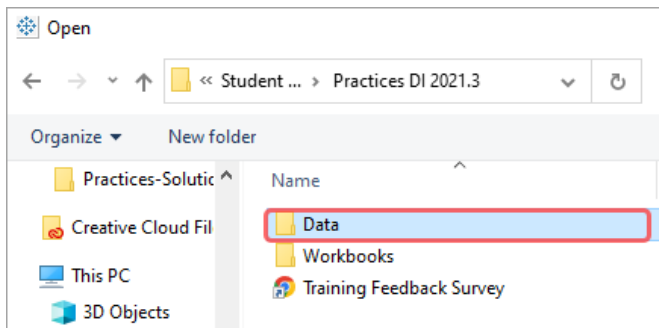 Open
« Student ... › Practices DI 2021.3
Organize New folder
Practices-Solutic
Name
Creative Cloud Fil
Data
Workbooks
This PC
Training Feedback Survey
3D Objects